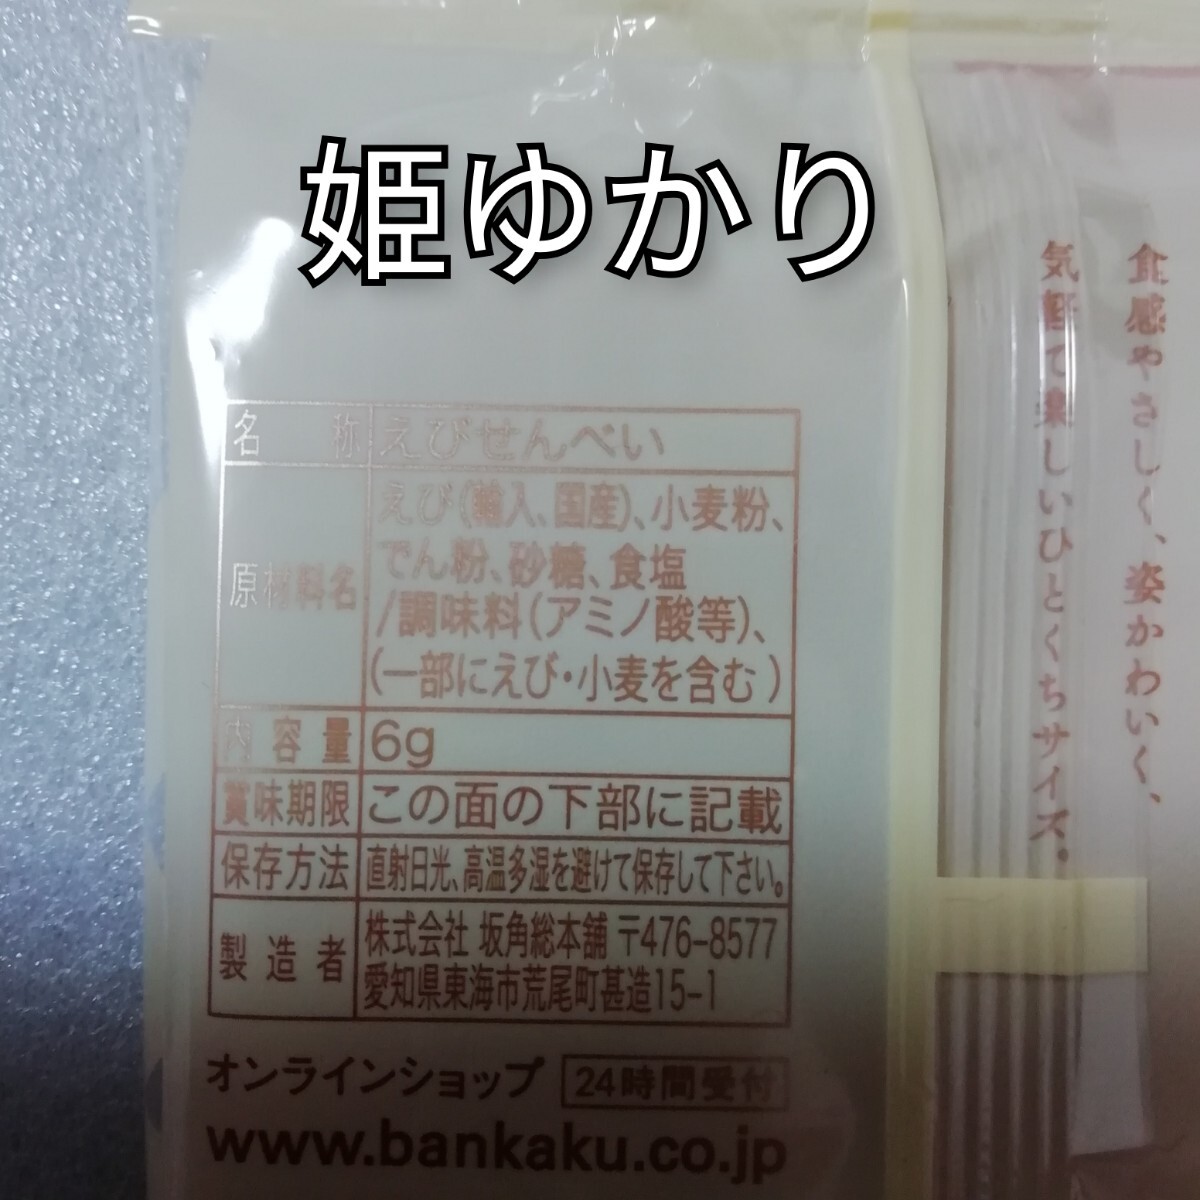 姫ゆかり
名称 えびせんべい
原材料名 えび(輸入、国産)、小麦粉、
でん粉、砂糖、食塩
/調味料(アミノ酸等)、
(一部にえび・小麦を含む)
内容量 6g
賞味期限 この面の下部に記載
保存方法 直射日光、高温多湿を避けて保存して下さい。
製造者 株式会社 坂角総本舖 〒476-8577
愛知県東海市荒尾町甚造15-1
オンラインショップ 24時間受付
www.bankaku.co.jp
食感やさしく、姿かわいく、
気軽で楽しいひとくちサイズ。